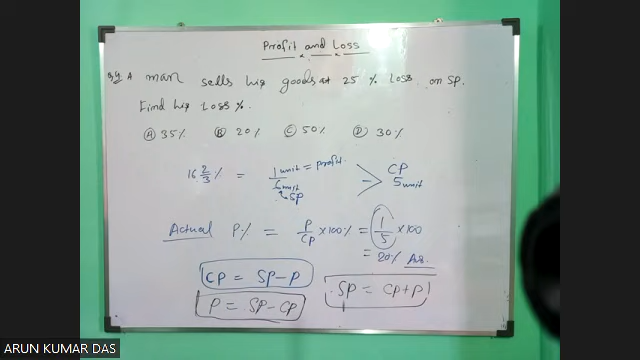 Profit and Loss
A man sells his goods at 25 % Loss on SP.
Find his Loss %.
Ⓐ 35% Ⓑ 20% Ⓒ 50% Ⓓ 30%
16 2/3 % = 1 unit = profit / 6 unit → SP > CP 5 unit
Actual P% = P/CP × 100% = 1/5 × 100
= 20% Ans
CP = SP - P
P = SP - CP
SP = CP + P
ARUN KUMAR DAS